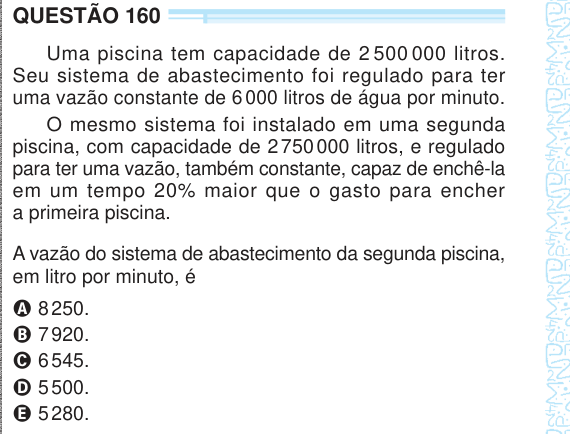 QUESTÃO 160
Uma piscina tem capacidade de 2 500 000 litros.
Seu sistema de abastecimento foi regulado para ter
uma vazão constante de 6 000 litros de água por minuto.
O mesmo sistema foi instalado em uma segunda
piscina, com capacidade de 2 750 000 litros, e regulado
para ter uma vazão, também constante, capaz de enchê-la
em um tempo 20% maior que o gasto para encher
a primeira piscina.
A vazão do sistema de abastecimento da segunda piscina,
em litro por minuto, é
A 8 250.
B 7 920.
C 6 545.
D 5 500.
E 5 280.